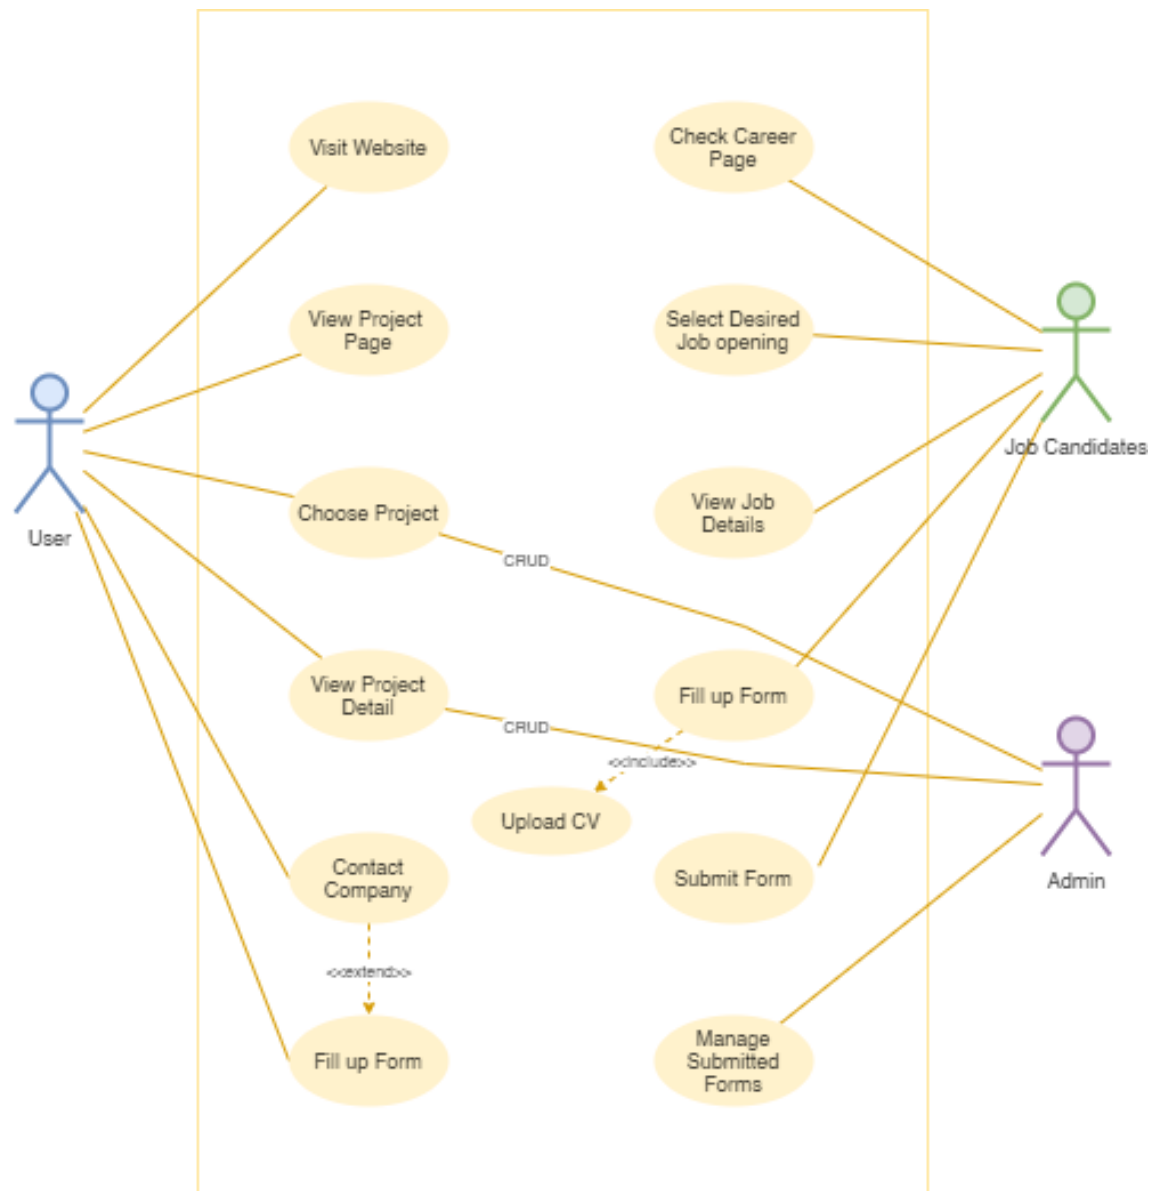 Visit Website
Check Career
Page
View Project
Page
Select Desired
Job opening
Job Candidates
User
Choose Project
View Job
Details
CRUD
View Project
Detail
Fill up Form
CRUD
<<include>>
Upload CV
Contact
Company
Submit Form
Admin
<<extend>>
Fill up Form
Manage
Submitted
Forms